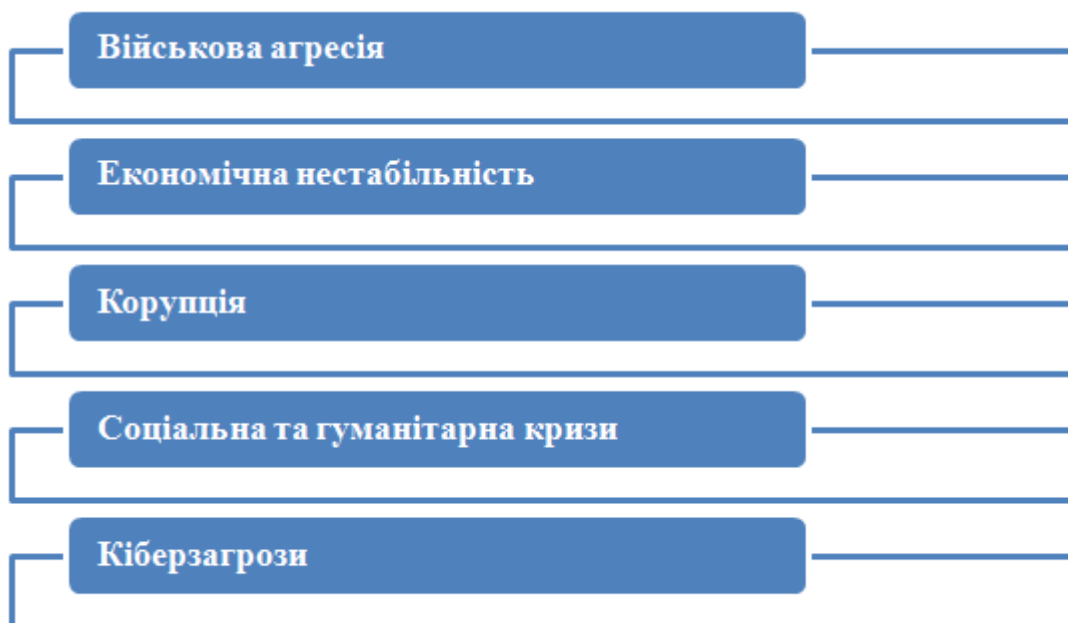 Військова агресія
Економічна нестабільність
Корупція
Соціальна та гуманітарна кризи
Кіберзагрози